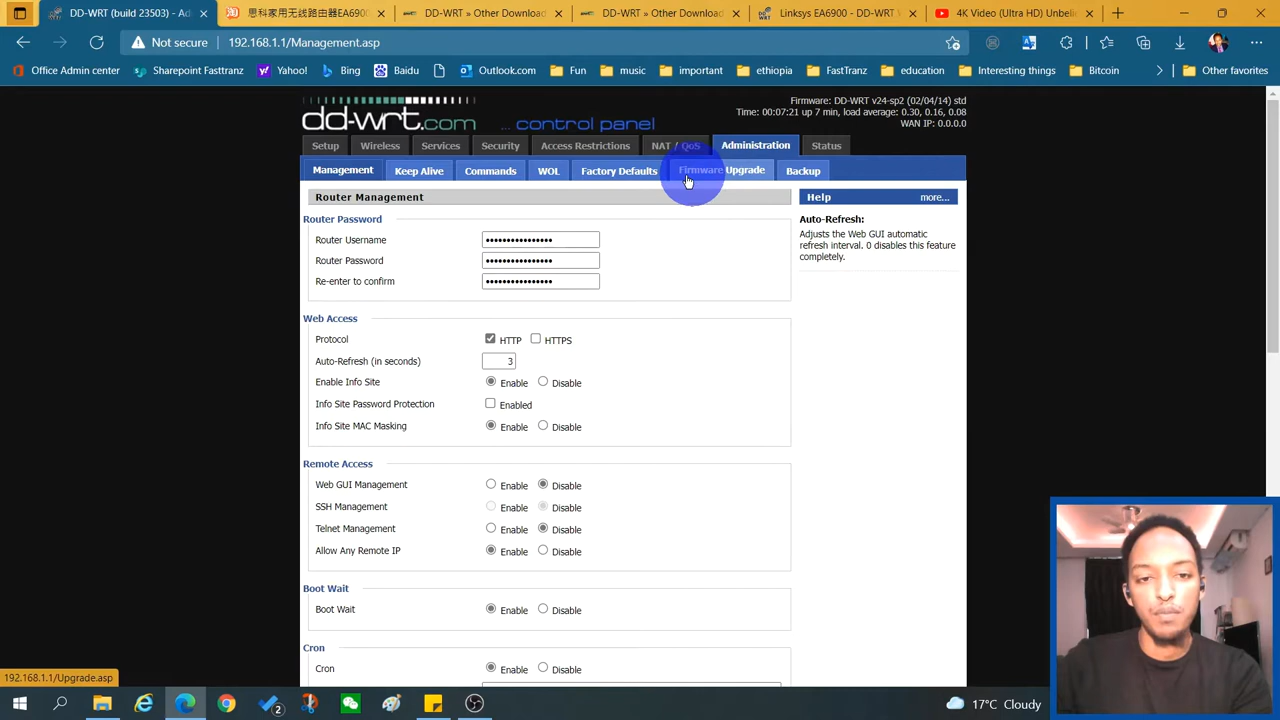 DD-WRT (build 23503) - Ad
思科家用无线路由器EA6900
DD-WRT » Other Download
DD-WRT » Other Download
Linksys EA6900 - DD-WRT W
4K Video (Ultra HD) Unbeli
Not secure
192.168.1.1/Management.asp
Office Admin center
Sharepoint Fasttranz
Yahoo!
Bing
Baidu
Outlook.com
Fun
music
important
ethiopia
FastTranz
education
Interesting things
Bitcoin
Other favorites
dd-wrt.com ... control panel
Firmware: DD-WRT v24-sp2 (02/04/14) std
Time: 00:07:21 up 7 min, load average: 0.30, 0.16, 0.08
WAN IP: 0.0.0.0
Setup
Wireless
Services
Security
Access Restrictions
NAT / QoS
Administration
Status
Management
Keep Alive
Commands
WOL
Factory Defaults
Firmware Upgrade
Backup
Router Management
Help
more...
Router Password
Router Username
Router Password
Re-enter to confirm
Auto-Refresh:
Adjusts the Web GUI automatic
refresh interval. 0 disables this feature
completely.
Web Access
Protocol HTTP HTTPS
Auto-Refresh (in seconds) 3
Enable Info Site Enable Disable
Info Site Password Protection Enabled
Info Site MAC Masking Enable Disable
Remote Access
Web GUI Management Enable Disable
SSH Management Enable Disable
Telnet Management Enable Disable
Allow Any Remote IP Enable Disable
Boot Wait
Boot Wait Enable Disable
Cron
Cron Enable Disable
192.168.1.1/Upgrade.asp
2
17°C Cloudy